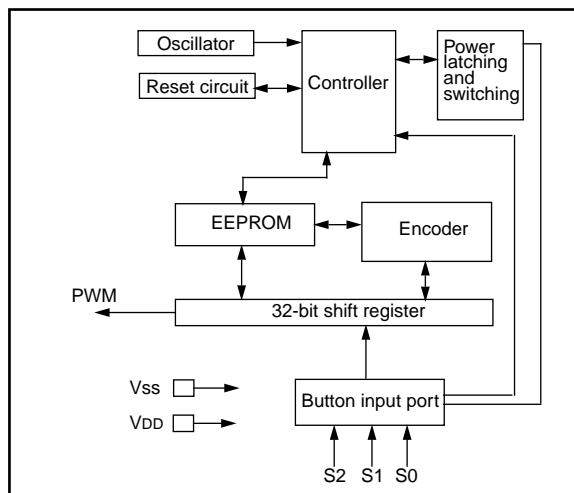 Oscillator
Reset circuit
Controller
Power
latching
and
switching
EEPROM
Encoder
PWM
32-bit shift register
VSS
VDD
Button input port
S2 S1 S0